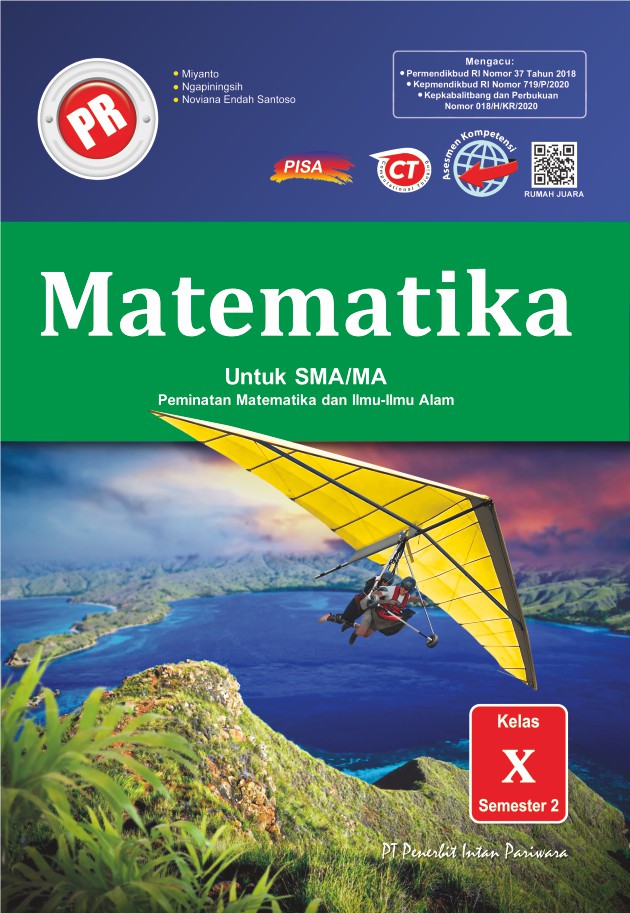 PR
Miyanto
Ngapiningsih
Noviana Endah Santoso
Mengacu:
Permendikbud RI Nomor 37 Tahun 2018
Kepmendikbud RI Nomor 719/P/2020
Kepkabalitbang dan Perbukuan
Nomor 018/H/KR/2020
PISA
CT
Computational Thinking
Asesmen Kompetensi
RUMAH JUARA
Matematika
Untuk SMA/MA
Peminatan Matematika dan Ilmu-Ilmu Alam
Kelas
X
Semester 2
PT Penerbit Intan Pariwara